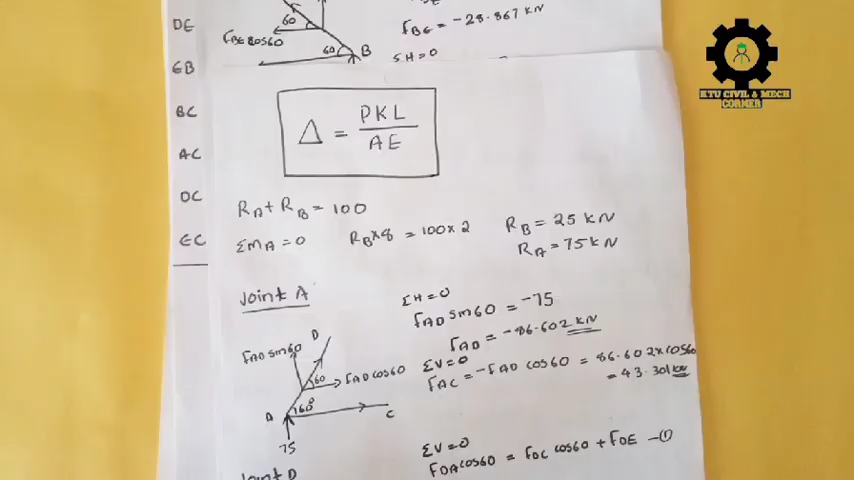 DE
EB
BC
AC
DC
EC
60
FBE cos60
60
B
FBE = -28.867 KN
ΣH=0
KTU CIVIL & MECH
CORNER
Δ = PKL / AE
RA + RB = 100
ΣMA = 0 RB×8 = 100×2 RB = 25 KN
RA = 75 KN
Joint A
ΣH=0
FAD sin60 = -75
FAD = -86.602 KN
ΣV=0
FAC = -FAD cos60 = 86.602×cos60
= 43.301 KN
D
FAD sin60
60
FAD cos60
A
60°
C
75
ΣV=0
FDA cos60 = FDC cos60 + FDE -①
Joint D